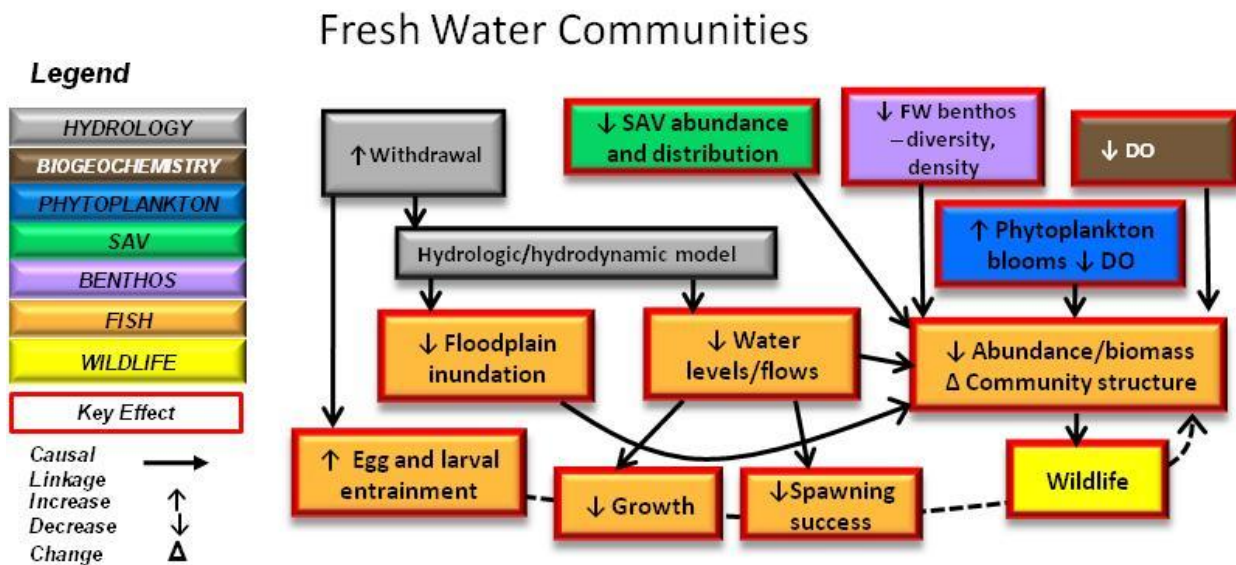 Fresh Water Communities
Legend
HYDROLOGY
BIOGEOCHEMISTRY
PHYTOPLANKTON
SAV
BENTHOS
FISH
WILDLIFE
Key Effect
Causal
Linkage
Increase ↑
Decrease ↓
Change Δ
↑ Withdrawal
↓ SAV abundance
and distribution
↓ FW benthos
– diversity,
density
↓ DO
↑ Phytoplankton
blooms ↓ DO
Hydrologic/hydrodynamic model
↓ Floodplain
inundation
↓ Water
levels/flows
↓ Abundance/biomass
Δ Community structure
↑ Egg and larval
entrainment
↓ Growth
↓Spawning
success
Wildlife